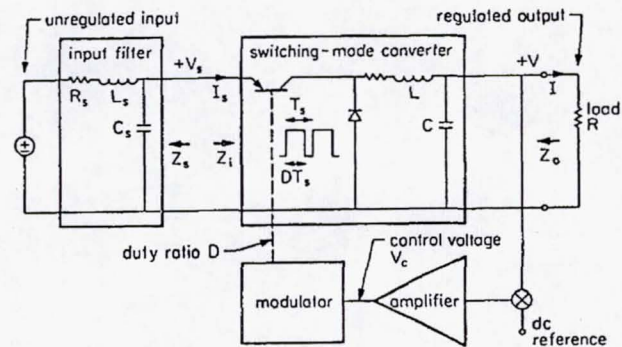 unregulated input
regulated output
input filter
switching-mode converter
+Vs
+V
Rs
Ls
Is
L
I
Ts
load
R
Cs
C
Zs
Zi
Zo
DTs
duty ratio D
control voltage
Vc
modulator
amplifier
dc
reference